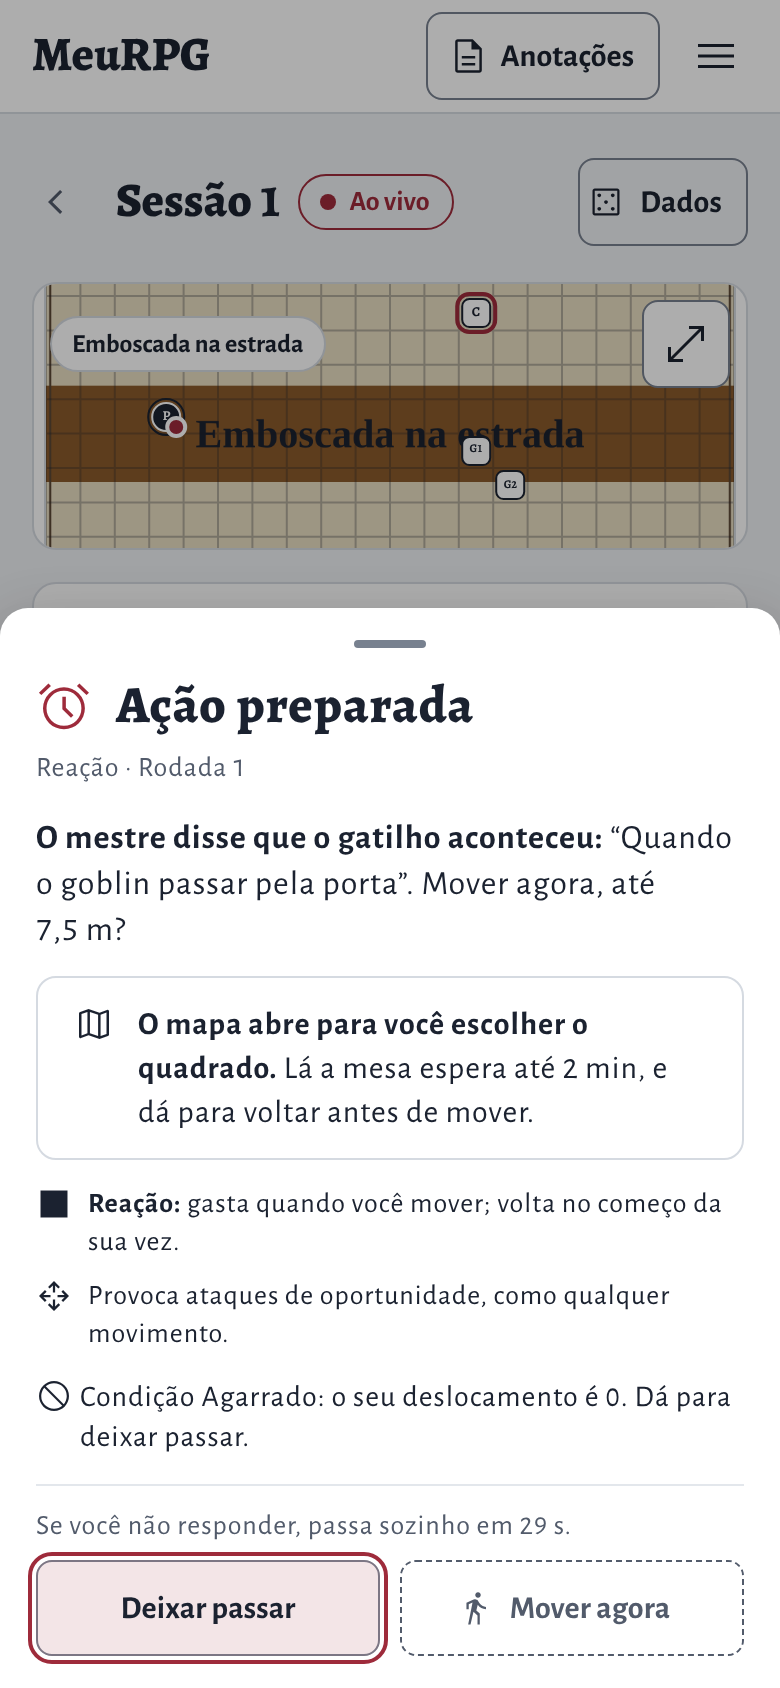 MeuRPG
Anotações
Sessão 1
Ao vivo
Dados
C
Emboscada na estrada
P
Emboscada na estrada
G1
G2
Ação preparada
Reação · Rodada 1
O mestre disse que o gatilho aconteceu: “Quando
o goblin passar pela porta”. Mover agora, até
7,5 m?
O mapa abre para você escolher o
quadrado. Lá a mesa espera até 2 min, e
dá para voltar antes de mover.
Reação: gasta quando você mover; volta no começo da
sua vez.
Provoca ataques de oportunidade, como qualquer
movimento.
Condição Agarrado: o seu deslocamento é 0. Dá para
deixar passar.
Se você não responder, passa sozinho em 29 s.
Deixar passar
Mover agora